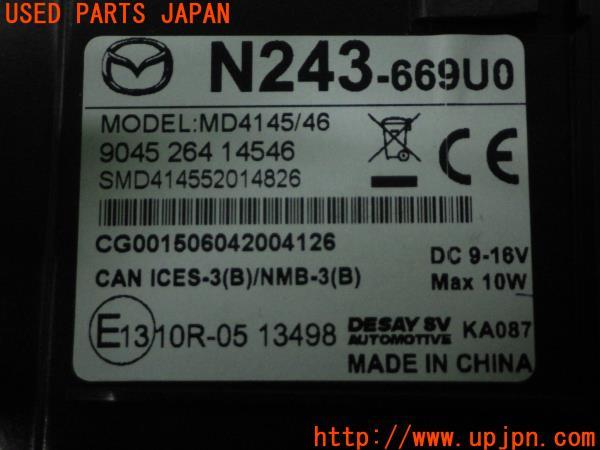 USED PARTS JAPAN
N243-669U0
MODEL:MD4145/46
9045 264 14546
SMD414552014826
CG001506042004126
CAN ICES-3(B)/NMB-3(B)
DC 9-16V
Max 10W
E13 10R-05 13498
DESAY SV
AUTOMOTIVE
KA087
MADE IN CHINA
http://www.upjpn.com